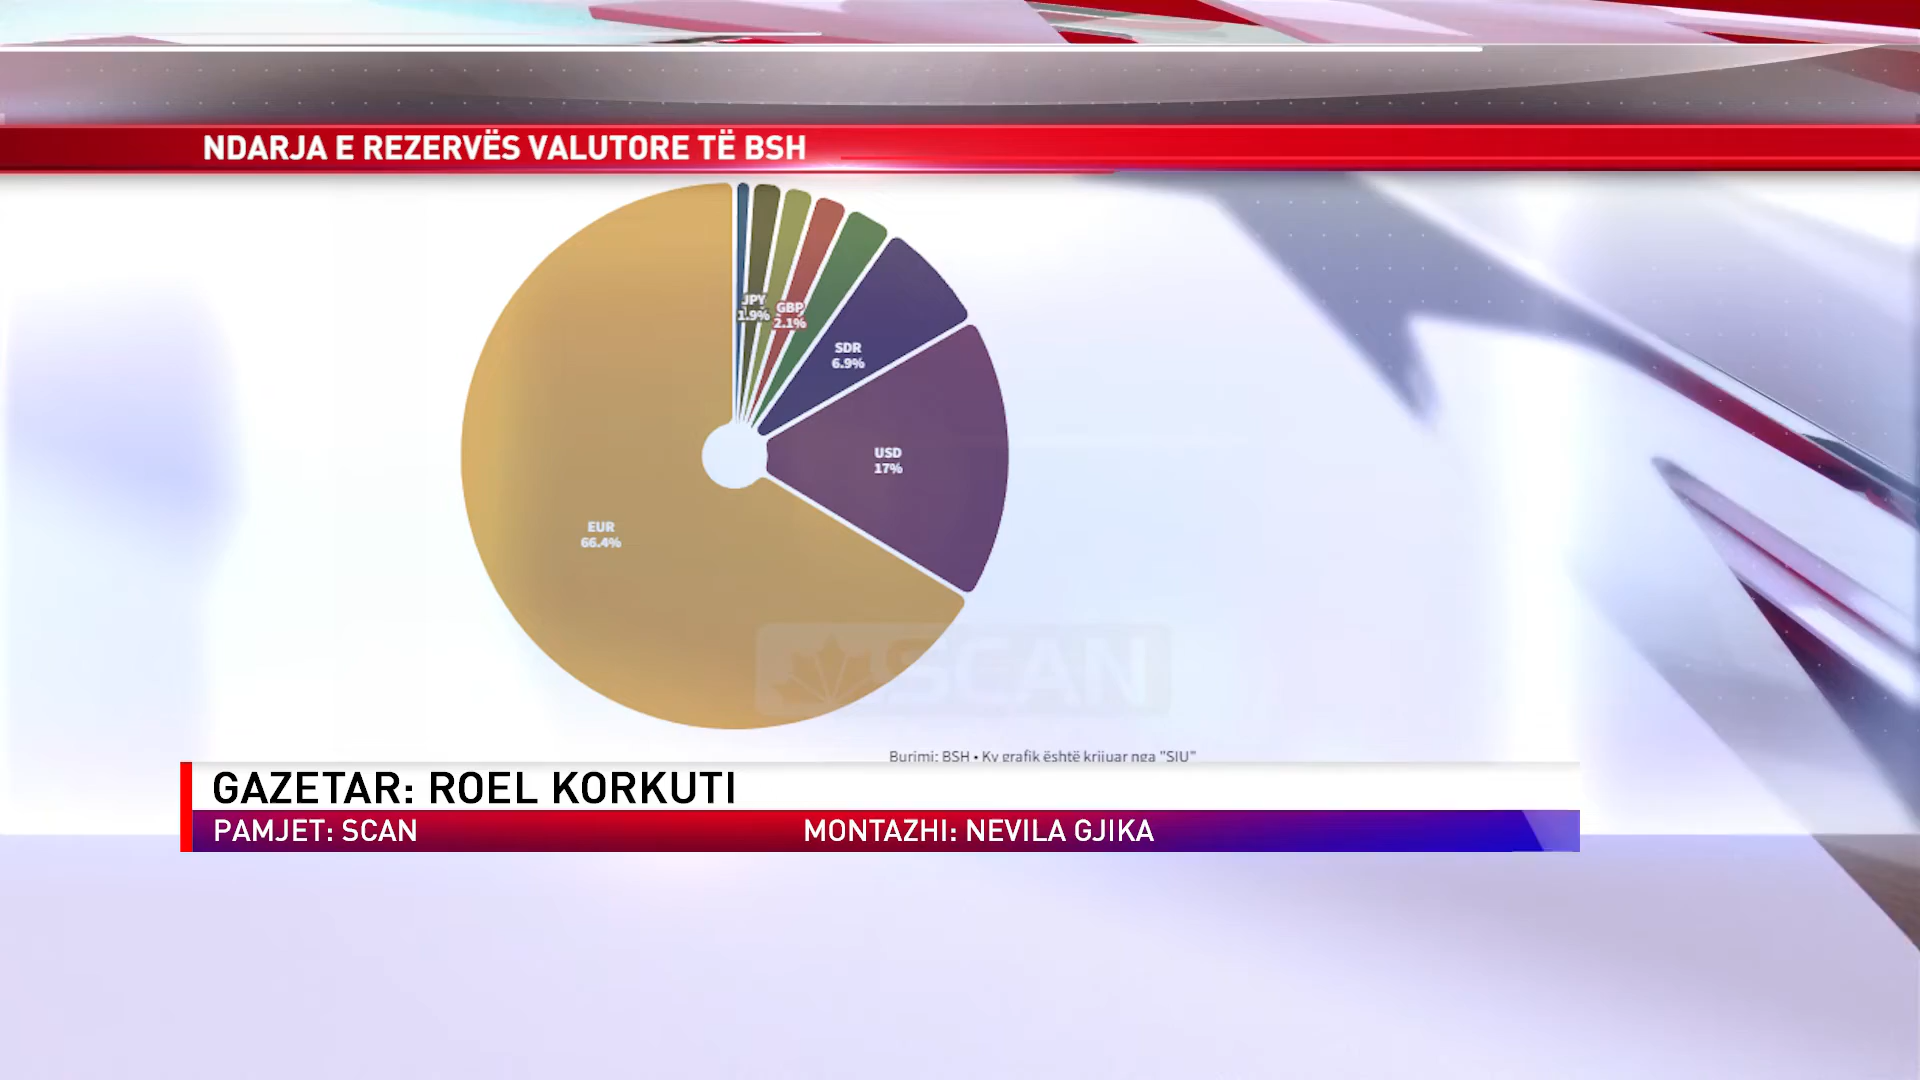 NDARJA E REZERVËS VALUTORE TË BSH
JPY
1.9%
GBP
2.1%
SDR
6.9%
USD
17%
EUR
66.4%
SCAN
Burimi: BSH • Ky grafik është krijuar nga "SIU"
GAZETAR: ROEL KORKUTI
PAMJET: SCAN
MONTAZHI: NEVILA GJIKA